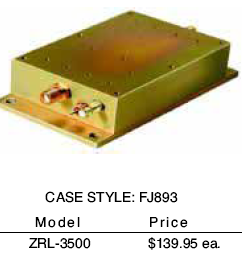 CASE STYLE: FJ893
Model Price
ZRL-3500 $139.95 ea.